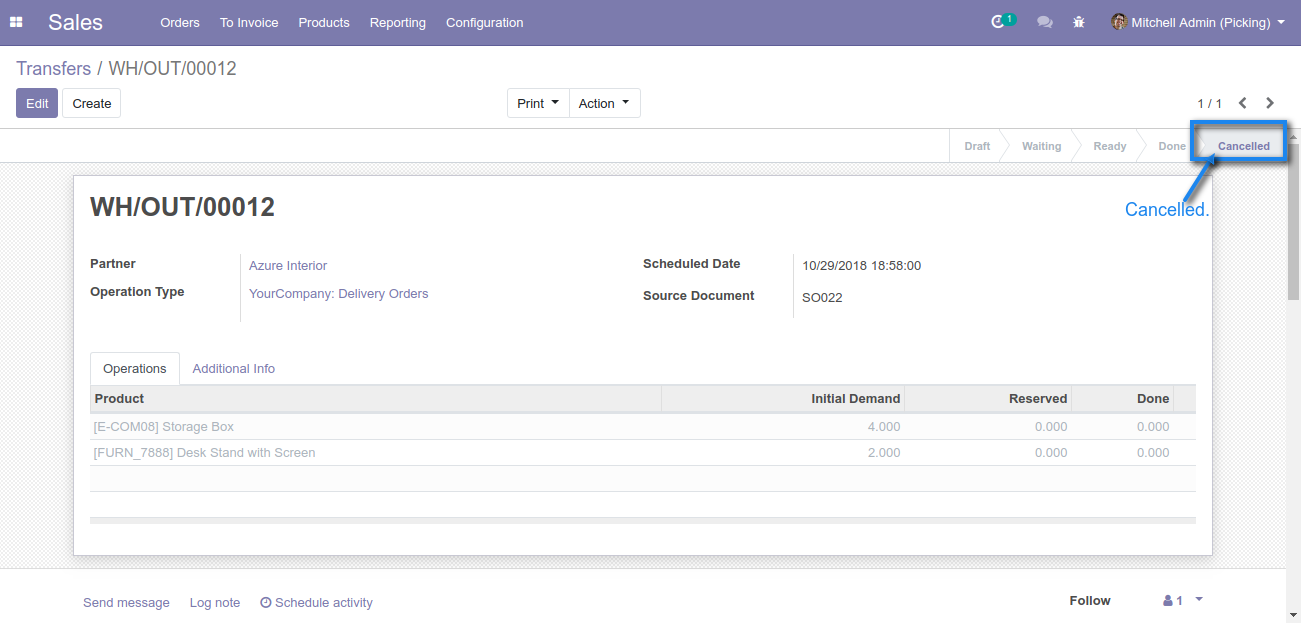 Sales Orders To Invoice Products Reporting Configuration 1 Mitchell Admin (Picking)
Transfers / WH/OUT/00012
Edit Create Print Action 1 / 1
Draft Waiting Ready Done Cancelled
WH/OUT/00012
Cancelled.
Partner Azure Interior Scheduled Date 10/29/2018 18:58:00
Operation Type YourCompany: Delivery Orders Source Document SO022
Operations Additional Info
Product Initial Demand Reserved Done
[E-COM08] Storage Box 4.000 0.000 0.000
[FURN_7888] Desk Stand with Screen 2.000 0.000 0.000
Send message Log note Schedule activity Follow 1